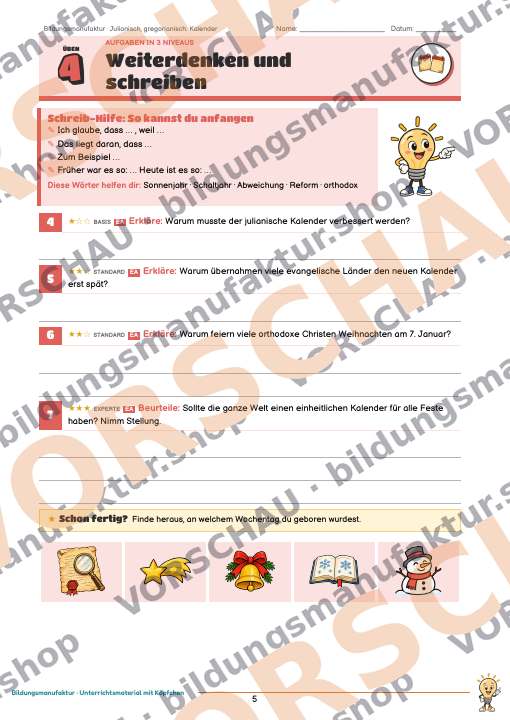 Bildungsmanufaktur · Julianisch, gregorianisch: Kalender Name: Datum:
AUFGABEN IN 3 NIVEAUS
ÜBEN
4
Weiterdenken und
schreiben
Schreib-Hilfe: So kannst du anfangen
Ich glaube, dass … , weil …
Das liegt daran, dass …
Zum Beispiel …
Früher war es so: … Heute ist es so: …
Diese Wörter helfen dir: Sonnenjahr · Schaltjahr · Abweichung · Reform · orthodox
4 ★☆☆ BASIS EA Erkläre: Warum musste der julianische Kalender verbessert werden?
5 ★★☆ STANDARD EA Erkläre: Warum übernahmen viele evangelische Länder den neuen Kalender
erst spät?
6 ★★☆ STANDARD EA Erkläre: Warum feiern viele orthodoxe Christen Weihnachten am 7. Januar?
★★★ EXPERTE EA Beurteile: Sollte die ganze Welt einen einheitlichen Kalender für alle Feste
haben? Nimm Stellung.
★ Schon fertig? Finde heraus, an welchem Wochentag du geboren wurdest.
Bildungsmanufaktur · Unterrichtsmaterial mit Köpfchen
5
VORSCHAU · bildungsmanufaktur.shop
VORSCHAU